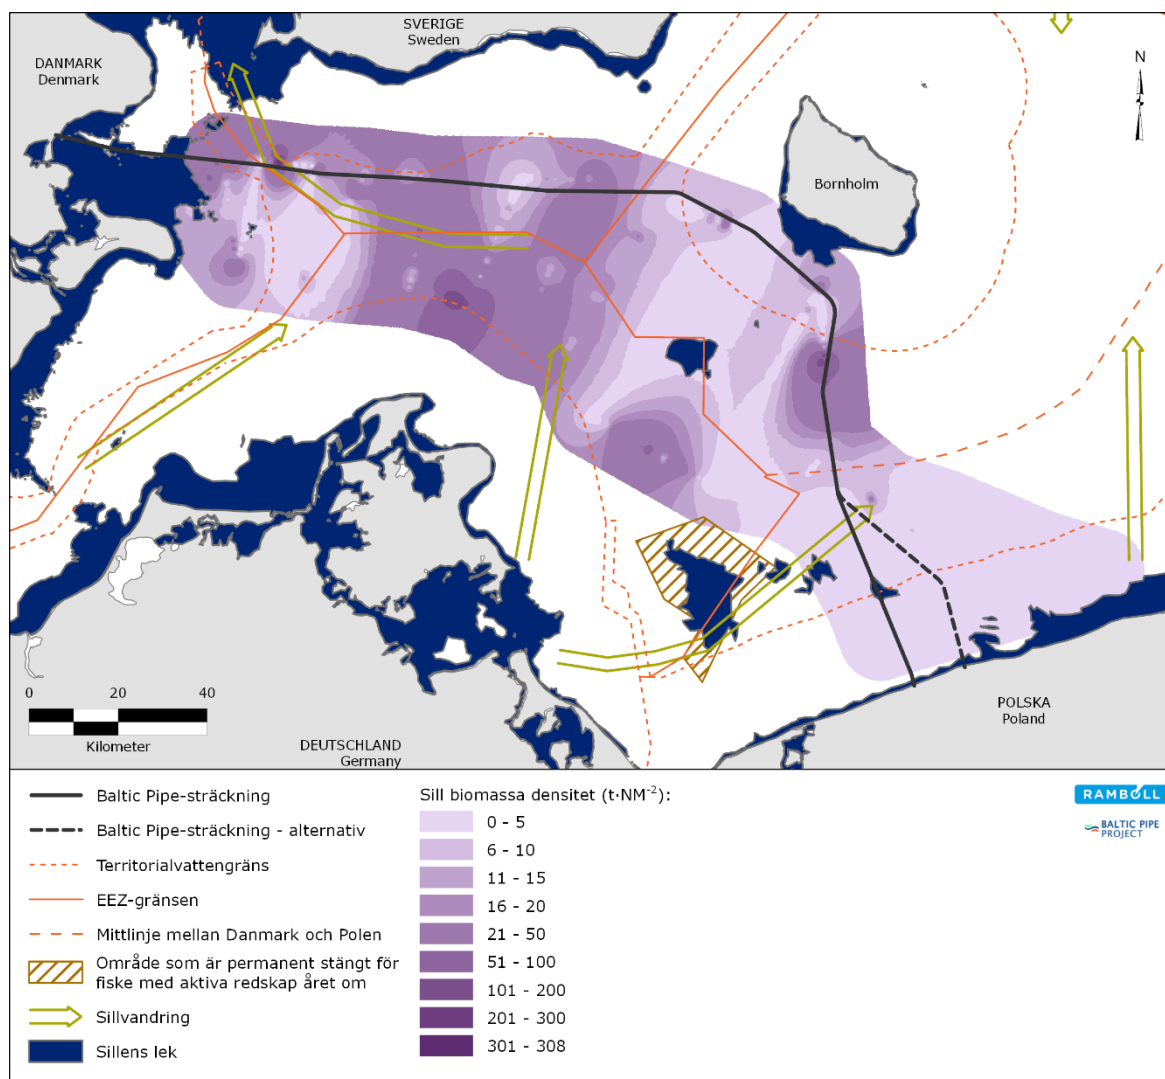 SVERIGE
Sweden
DANMARK
Denmark
N
Bornholm
0 20 40
Kilometer
DEUTSCHLAND
Germany
POLSKA
Poland
Baltic Pipe-sträckning
Baltic Pipe-sträckning - alternativ
Territorialvattengräns
EEZ-gränsen
Mittlinje mellan Danmark och Polen
Område som är permanent stängt för
fiske med aktiva redskap året om
Sillvandring
Sillens lek
Sill biomassa densitet (t·NM⁻²):
0 - 5
6 - 10
11 - 15
16 - 20
21 - 50
51 - 100
101 - 200
201 - 300
301 - 308
RAMBOLL
BALTIC PIPE
PROJECT